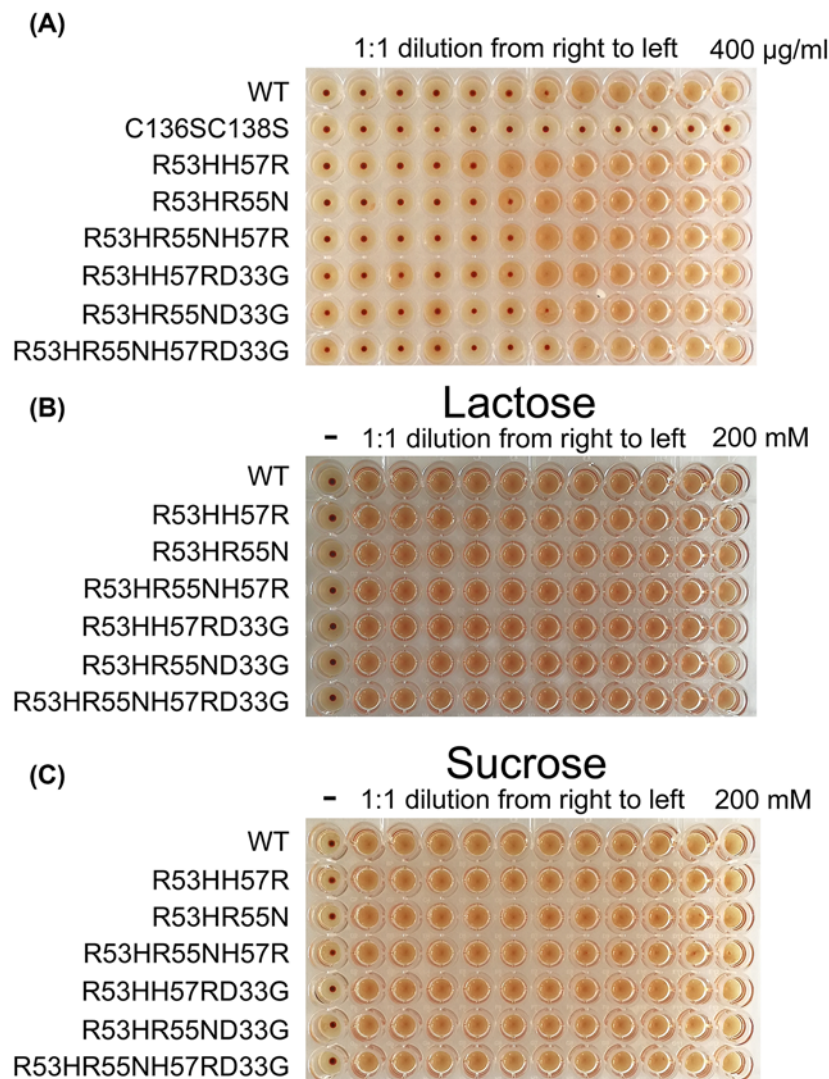 (A)
1:1 dilution from right to left 400 µg/ml
WT
C136SC138S
R53HH57R
R53HR55N
R53HR55NH57R
R53HH57RD33G
R53HR55ND33G
R53HR55NH57RD33G
(B)
Lactose
- 1:1 dilution from right to left 200 mM
WT
R53HH57R
R53HR55N
R53HR55NH57R
R53HH57RD33G
R53HR55ND33G
R53HR55NH57RD33G
(C)
Sucrose
- 1:1 dilution from right to left 200 mM
WT
R53HH57R
R53HR55N
R53HR55NH57R
R53HH57RD33G
R53HR55ND33G
R53HR55NH57RD33G